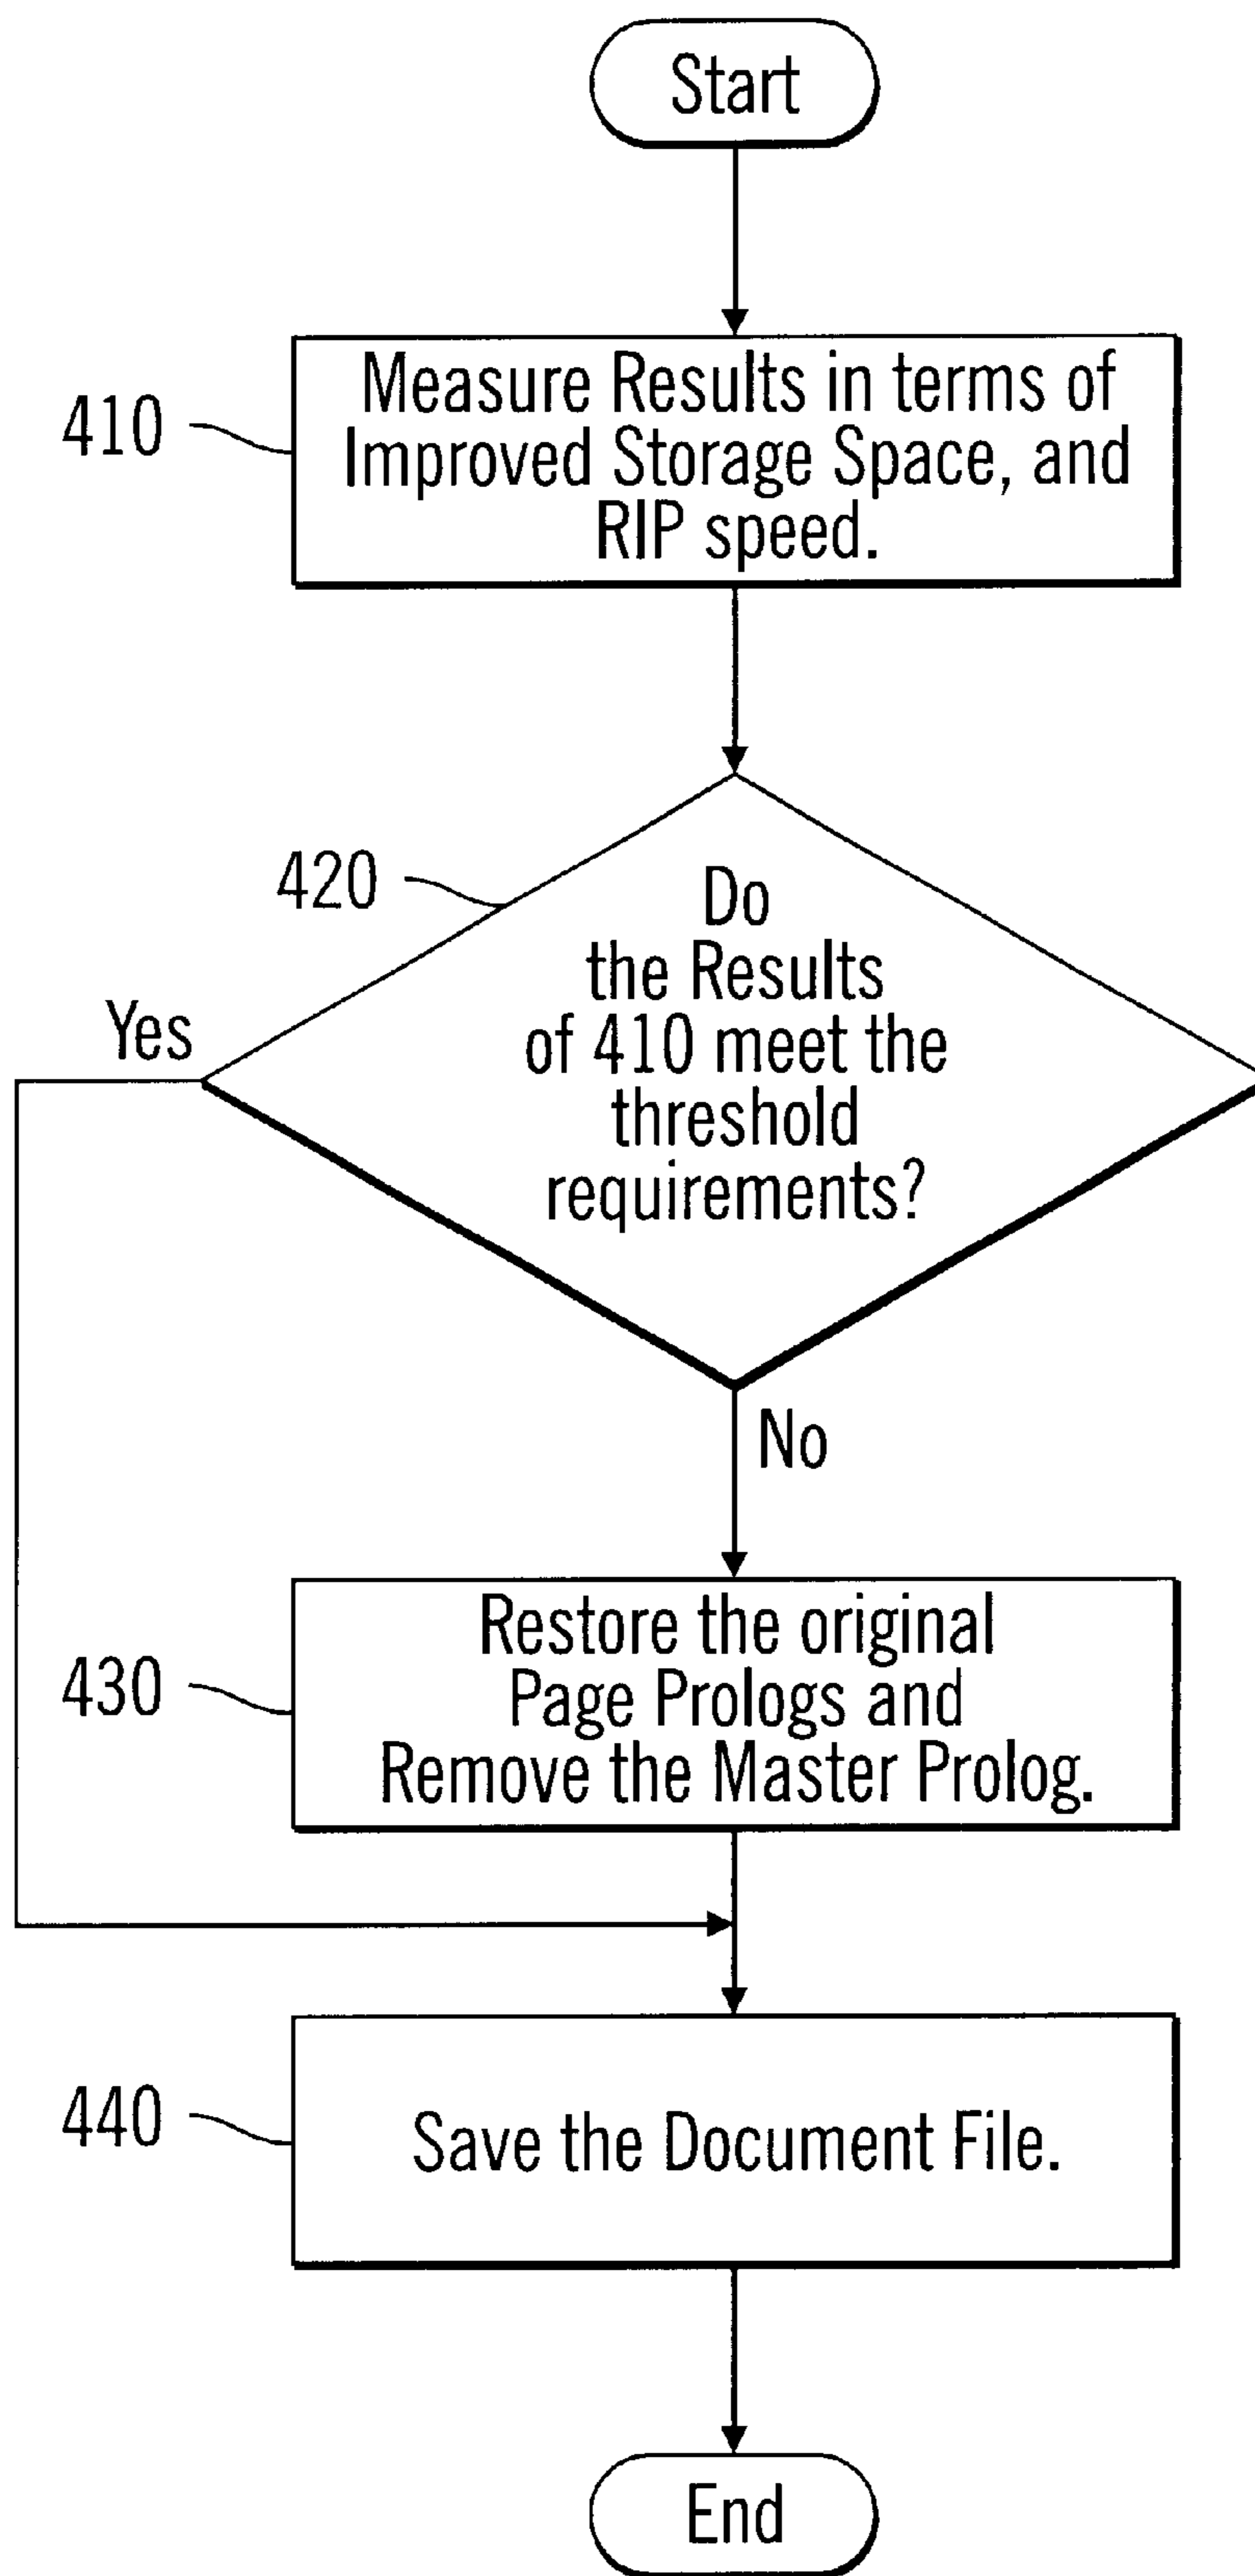 Start
410
Measure Results in terms of
Improved Storage Space, and
RIP speed.
420
Do
the Results
of 410 meet the
threshold
requirements?
Yes
No
430
Restore the original
Page Prologs and
Remove the Master Prolog.
440
Save the Document File.
End